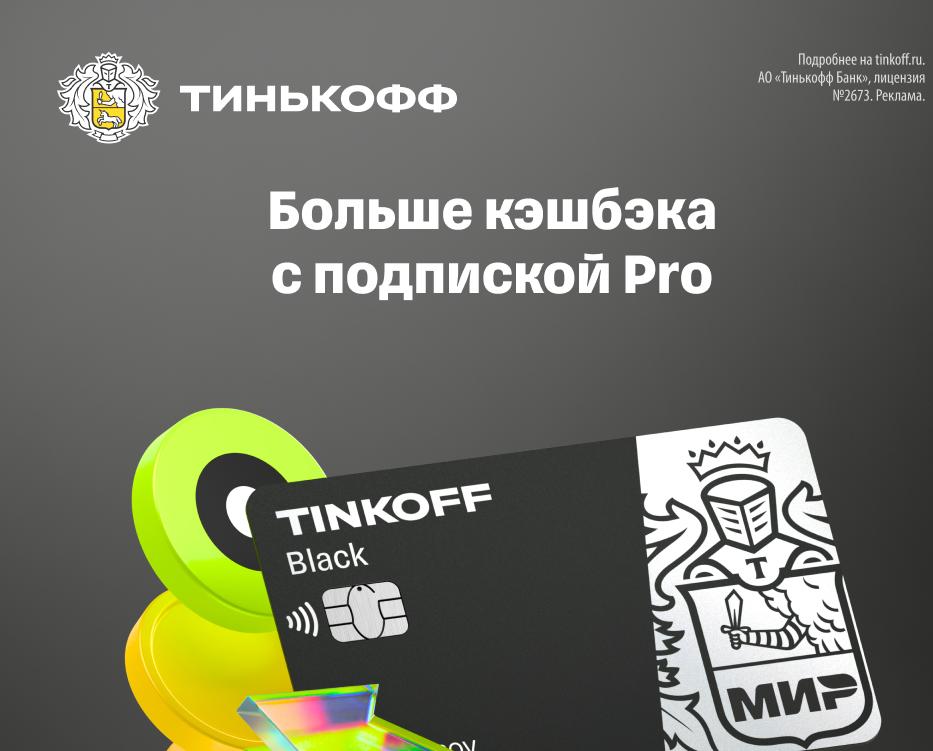 ТИНЬКОФФ
Подробнее на tinkoff.ru.
АО «Тинькофф Банк», лицензия
№2673. Реклама.
Больше кэшбэка
с подпиской Pro
TINKOFF
Black
T
МИР